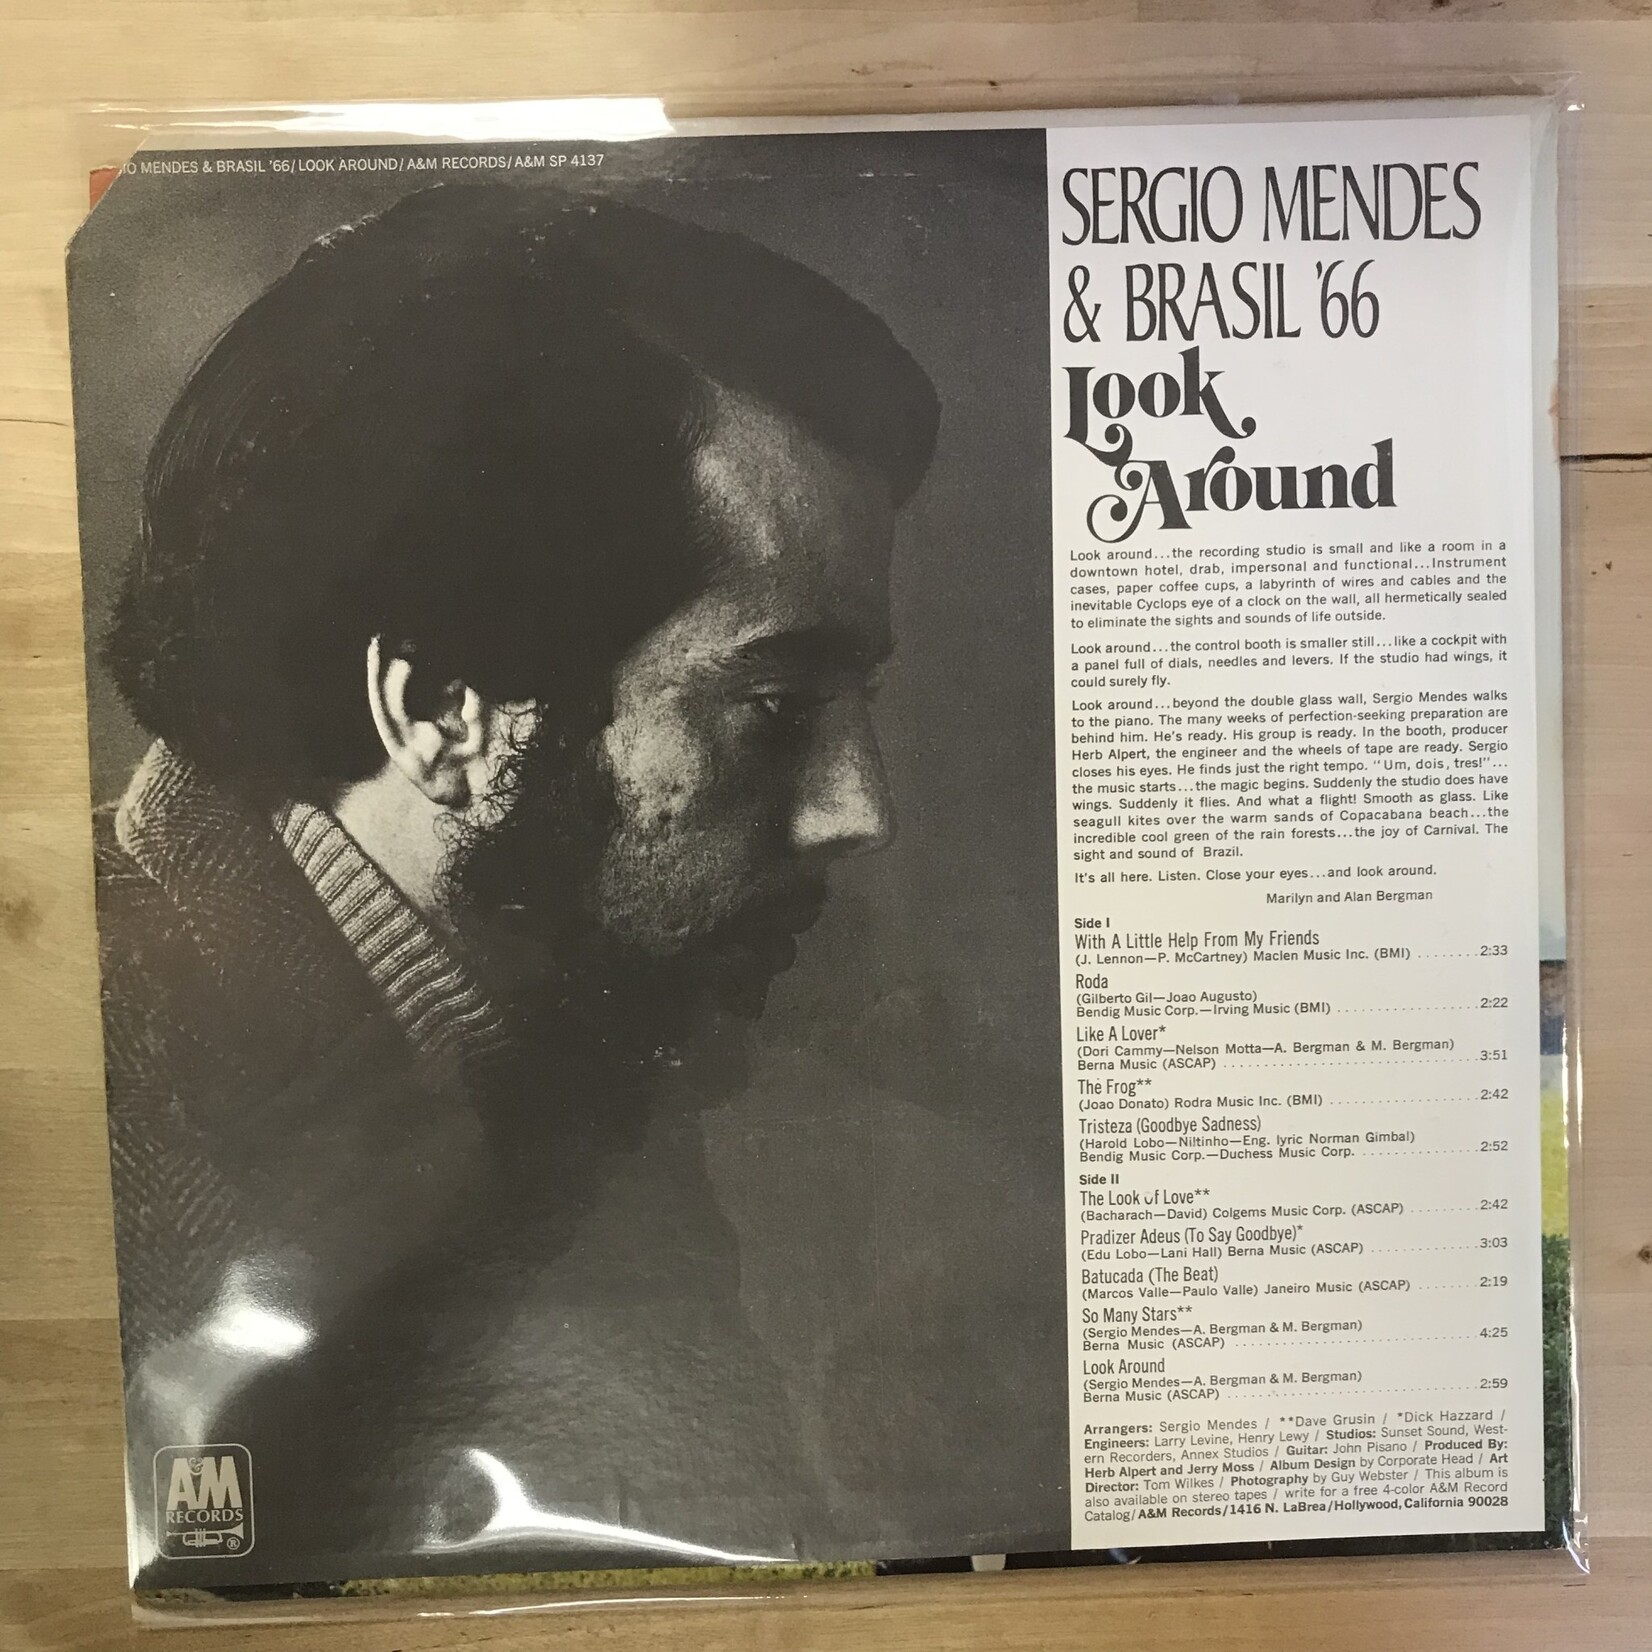 IO MENDES & BRASIL '66/LOOK AROUND/A&M RECORDS/A&M SP 4137
SERGIO MENDES
& BRASIL '66
Look
Around
Look around...the recording studio is small and like a room in a
downtown hotel, drab, impersonal and functional...Instrument
cases, paper coffee cups, a labyrinth of wires and cables and the
inevitable Cyclops eye of a clock on the wall, all hermetically sealed
to eliminate the sights and sounds of life outside.
Look around...the control booth is smaller still...like a cockpit with
a panel full of dials, needles and levers. If the studio had wings, it
could surely fly.
Look around...beyond the double glass wall, Sergio Mendes walks
to the piano. The many weeks of perfection-seeking preparation are
behind him. He's ready. His group is ready. In the booth, producer
Herb Alpert, the engineer and the wheels of tape are ready. Sergio
closes his eyes. He finds just the right tempo. "Um, dois, tres!"...
the music starts...the magic begins. Suddenly the studio does have
wings. Suddenly it flies. And what a flight! Smooth as glass. Like
seagull kites over the warm sands of Copacabana beach...the
incredible cool green of the rain forests...the joy of Carnival. The
sight and sound of Brazil.
It's all here. Listen. Close your eyes...and look around.
Marilyn and Alan Bergman
Side I
With A Little Help From My Friends
(J. Lennon—P. McCartney) Maclen Music Inc. (BMI) ........2:33
Roda
(Gilberto Gil—Joao Augusto)
Bendig Music Corp.—Irving Music (BMI) ..................2:22
Like A Lover*
(Dori Cammy—Nelson Motta—A. Bergman & M. Bergman)
Berna Music (ASCAP) ................................3:51
The Frog**
(Joao Donato) Rodra Music Inc. (BMI) ...................2:42
Tristeza (Goodbye Sadness)
(Harold Lobo—Niltinho—Eng. lyric Norman Gimbal)
Bendig Music Corp.—Duchess Music Corp. ...............2:52
Side II
The Look of Love**
(Bacharach—David) Colgems Music Corp. (ASCAP) .........2:42
Pradizer Adeus (To Say Goodbye)*
(Edu Lobo—Lani Hall) Berna Music (ASCAP) ..............3:03
Batucada (The Beat)
(Marcos Valle—Paulo Valle) Janeiro Music (ASCAP) ........2:19
So Many Stars**
(Sergio Mendes—A. Bergman & M. Bergman)
Berna Music (ASCAP) ...............................4:25
Look Around
(Sergio Mendes—A. Bergman & M. Bergman)
Berna Music (ASCAP) ................................2:59
Arrangers: Sergio Mendes / **Dave Grusin / *Dick Hazzard /
Engineers: Larry Levine, Henry Lewy / Studios: Sunset Sound, West-
ern Recorders, Annex Studios / Guitar: John Pisano / Produced By:
Herb Alpert and Jerry Moss / Album Design by Corporate Head / Art
Director: Tom Wilkes / Photography by Guy Webster / This album is
also available on stereo tapes / write for a free 4-color A&M Record
Catalog/A&M Records/1416 N. LaBrea/Hollywood, California 90028
A&M
RECORDS
®